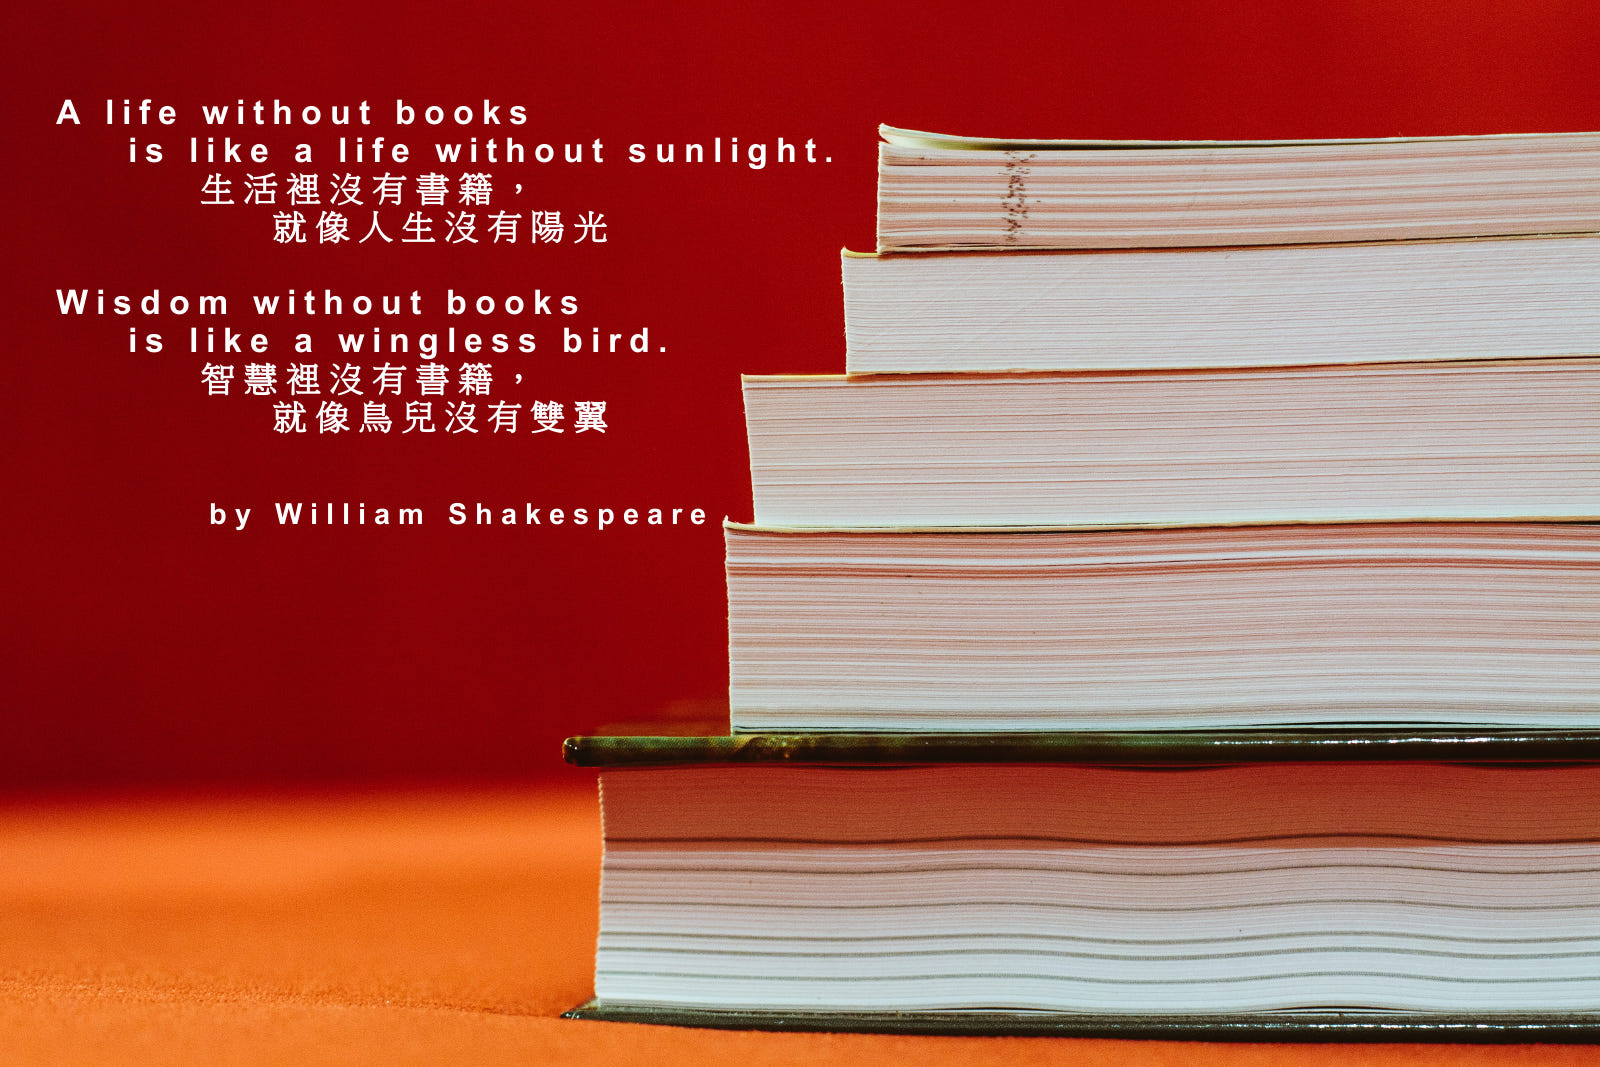 A life without books
is like a life without sunlight.
生活裡沒有書籍，
就像人生沒有陽光
Wisdom without books
is like a wingless bird.
智慧裡沒有書籍，
就像鳥兒沒有雙翼
by William Shakespeare